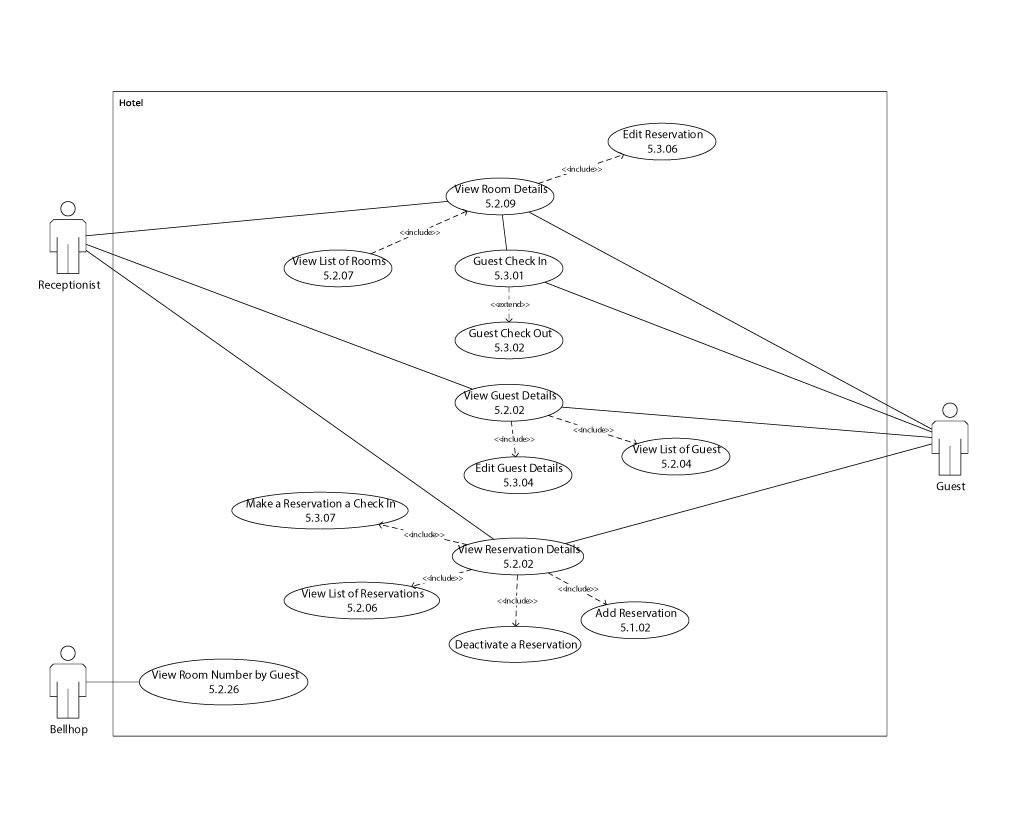 Hotel
Edit Reservation
5.3.06
<<include>>
View Room Details
5.2.09
<<include>>
View List of Rooms
5.2.07
Guest Check In
5.3.01
Receptionist
<<extend>>
Guest Check Out
5.3.02
View Guest Details
5.2.02
<<include>>
<<include>>
View List of Guest
5.2.04
Edit Guest Details
5.3.04
Guest
Make a Reservation a Check In
5.3.07
<<include>>
View Reservation Details
5.2.02
<<include>>
<<include>>
<<include>>
View List of Reservations
5.2.06
Add Reservation
5.1.02
Deactivate a Reservation
View Room Number by Guest
5.2.26
Bellhop